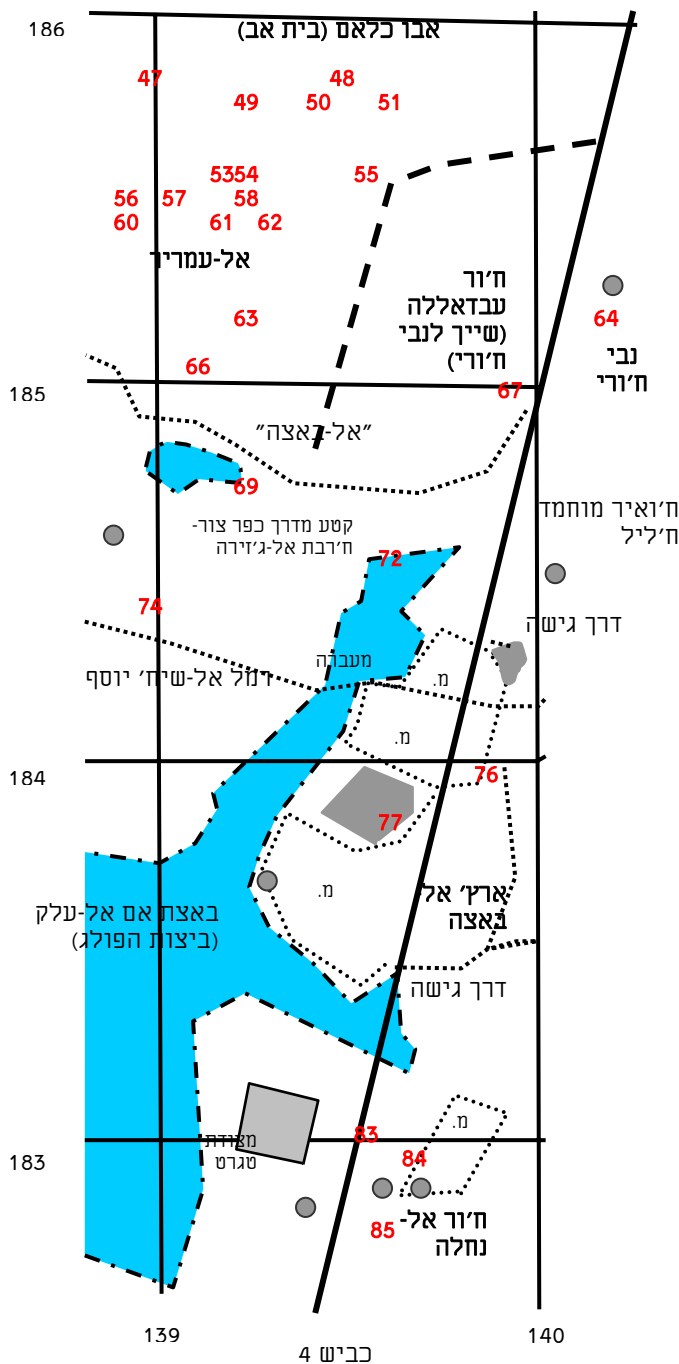 186
אבו כלאם (בית אב)
47
48
49
50
51
53
54
55
56
57
58
60
61
62
אל-עמריר
63
ח'ור
עבדאללה
(שייך לנבי
ח'ורי)
64
נבי
ח'ורי
66
67
185
"אל-באצה"
69
קטע מדרך כפר צור-
ח'רבת אל-ג'זירה
ח'ואיר מוחמד
ח'ליל
72
74
דרך גישה
מעברה
רמל אל-שיח' יוסף
מ.
מ.
184
76
77
מ.
ארץ' אל
באצה
באצת אם אל-עלק
(ביצות הפולג)
דרך גישה
מ.
183
מצודת
טגרט
83
84
85
ח'ור אל-
נחלה
139
140
כביש 4